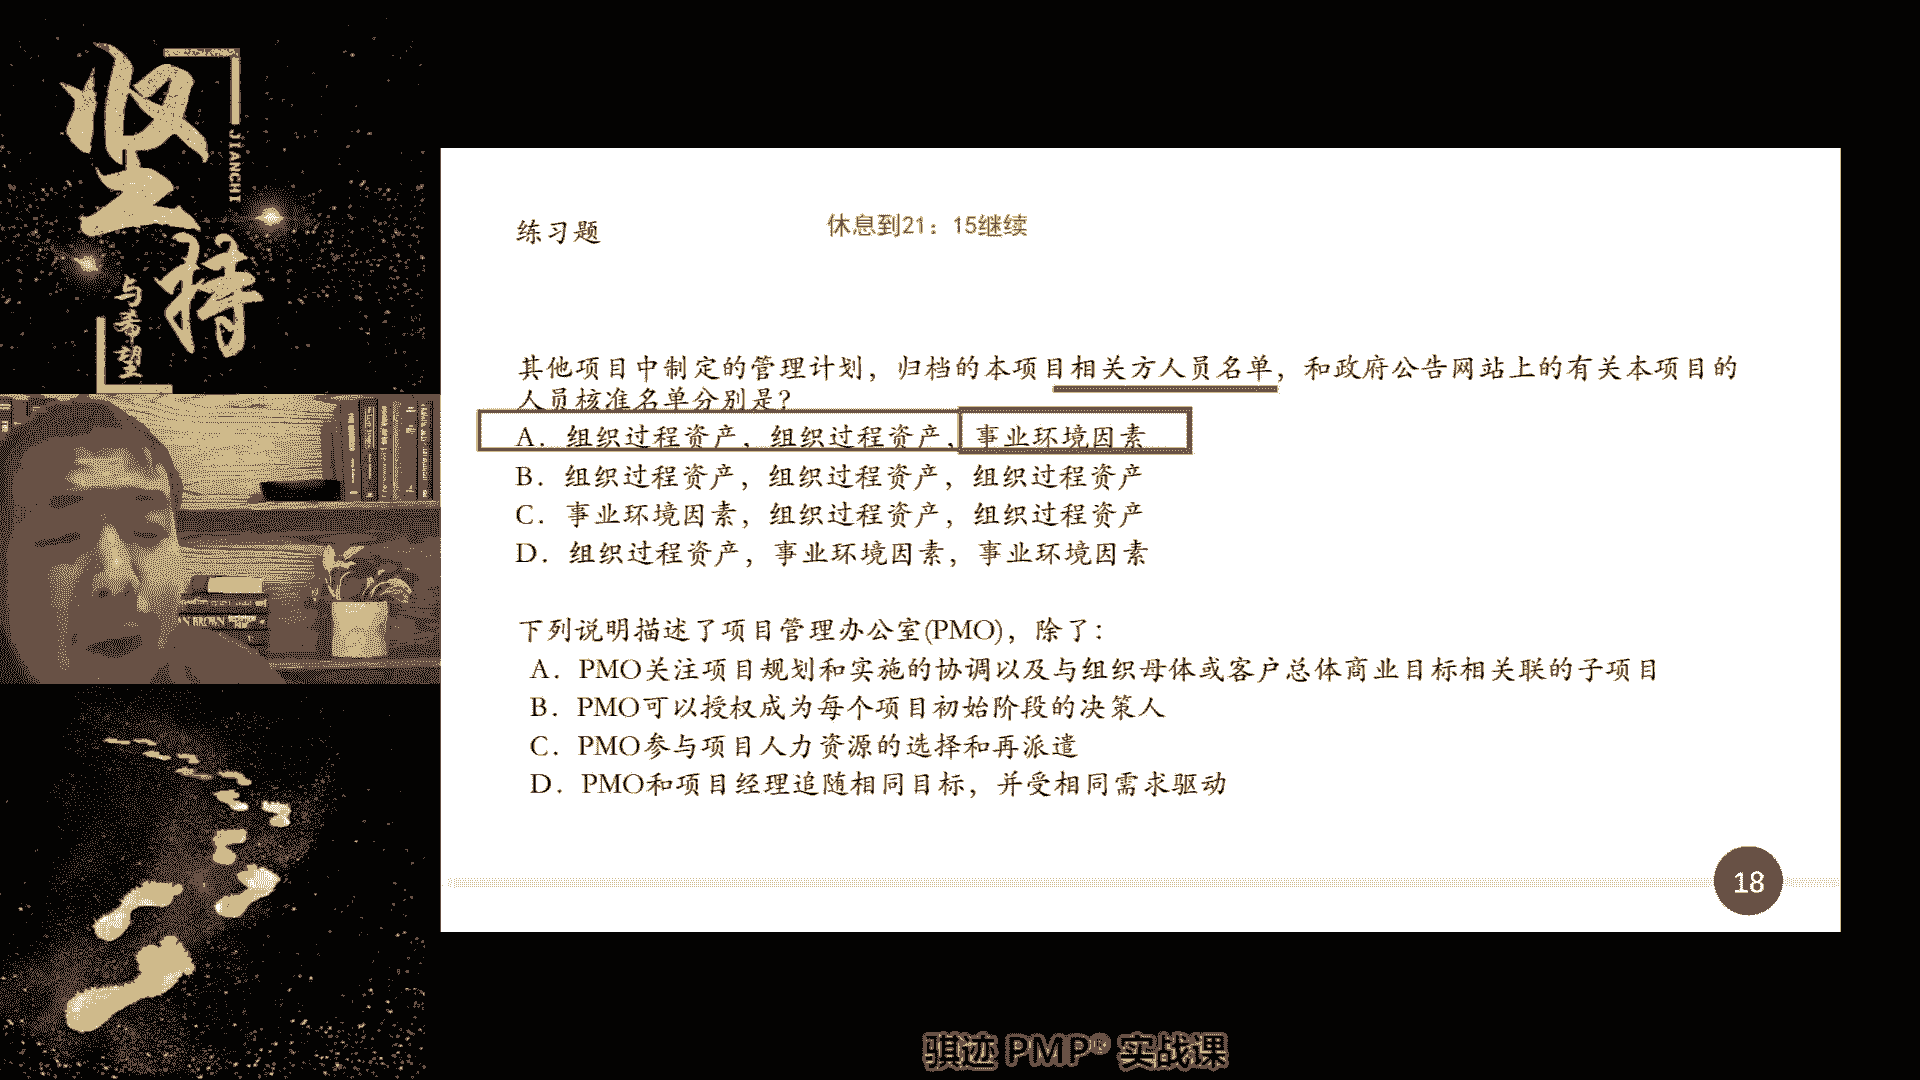 坚持
JIANCHI
与希望
练习题
休息到21：15继续
其他项目中制定的管理计划，归档的本项目相关方人员名单，和政府公告网站上的有关本项目的
人员核准名单分别是？
A．组织过程资产，组织过程资产，事业环境因素
B．组织过程资产，组织过程资产，组织过程资产
C．事业环境因素，组织过程资产，组织过程资产
D．组织过程资产，事业环境因素，事业环境因素
下列说明描述了项目管理办公室(PMO)，除了：
A．PMO关注项目规划和实施的协调以及与组织母体或客户总体商业目标相关联的子项目
B．PMO可以授权成为每个项目初始阶段的决策人
C．PMO参与项目人力资源的选择和再派遣
D．PMO和项目经理追随相同目标，并受相同需求驱动
18
骐迹 PMP® 实战课